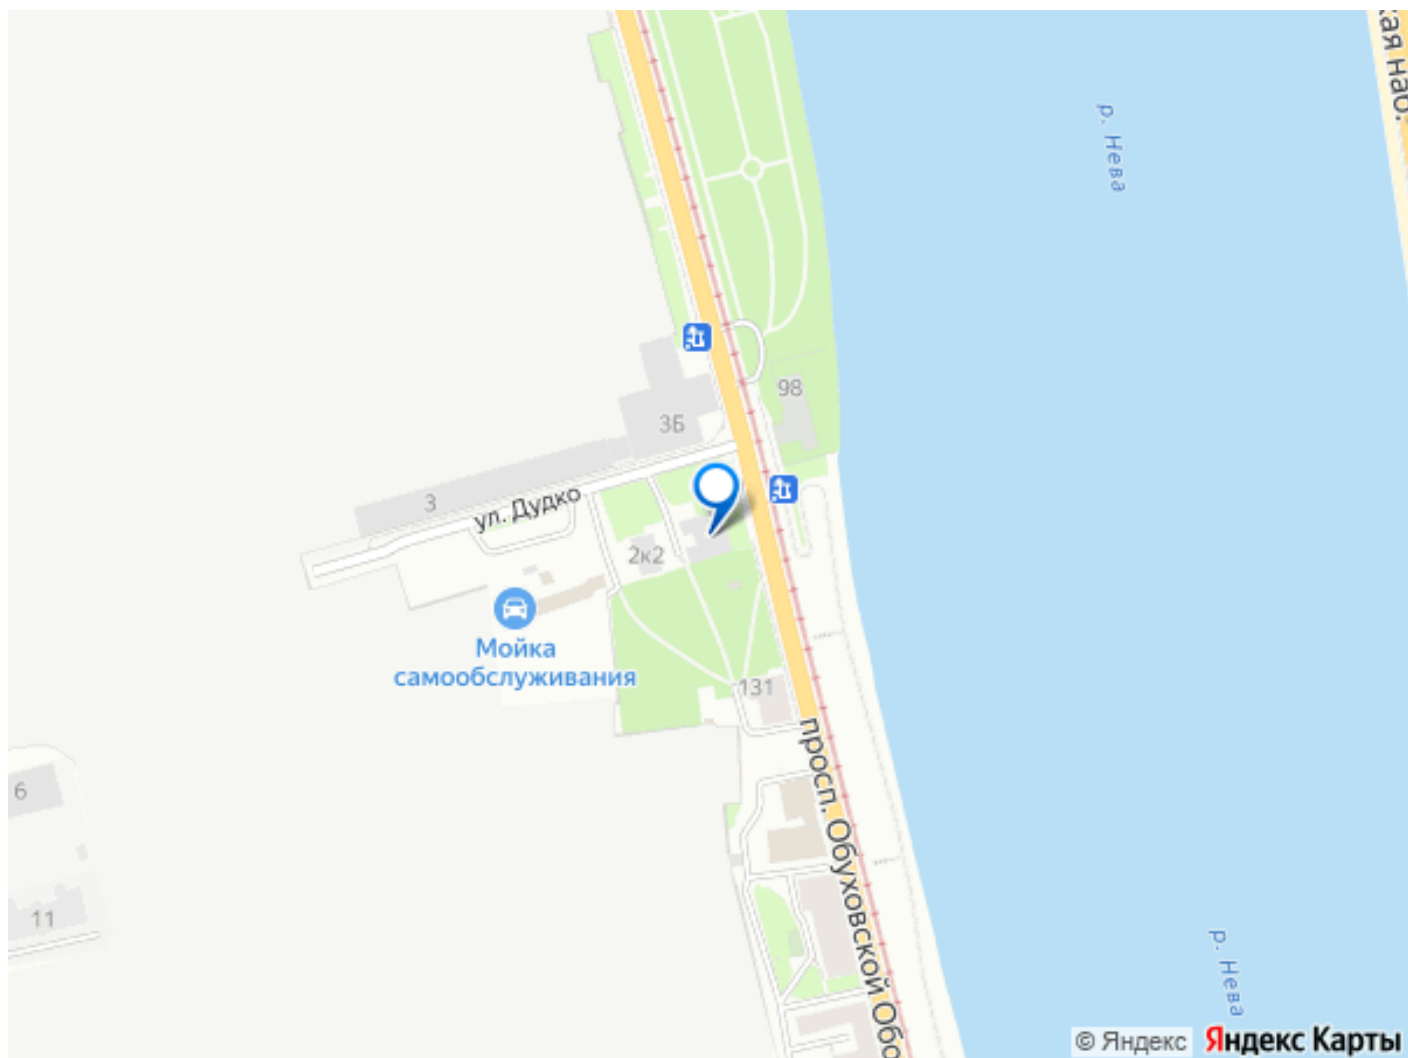 кая наб.
р. Нева
98
3Б
3
ул. Дудко
2к2
Мойка
самообслуживания
131
просп. Обуховской Обо
6
11
р. Нева
© Яндекс Яндекс Карты